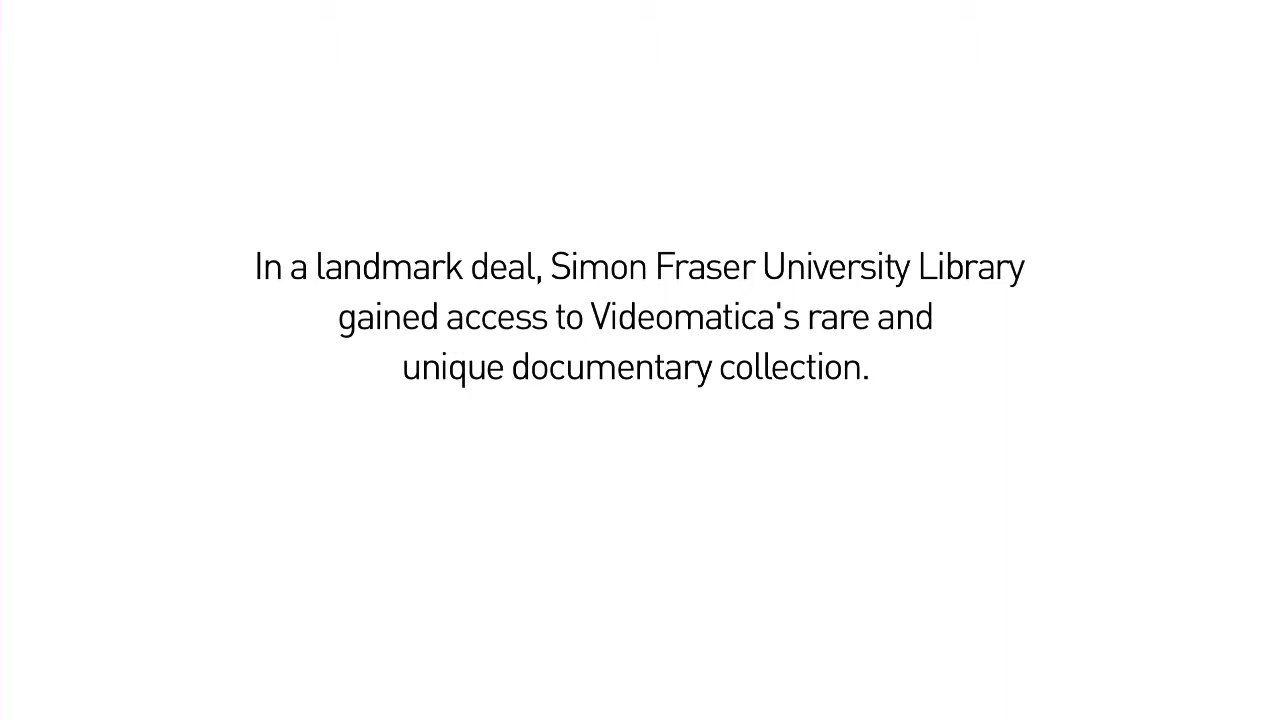 In a landmark deal, Simon Fraser University Library
gained access to Videomatica's rare and
unique documentary collection.